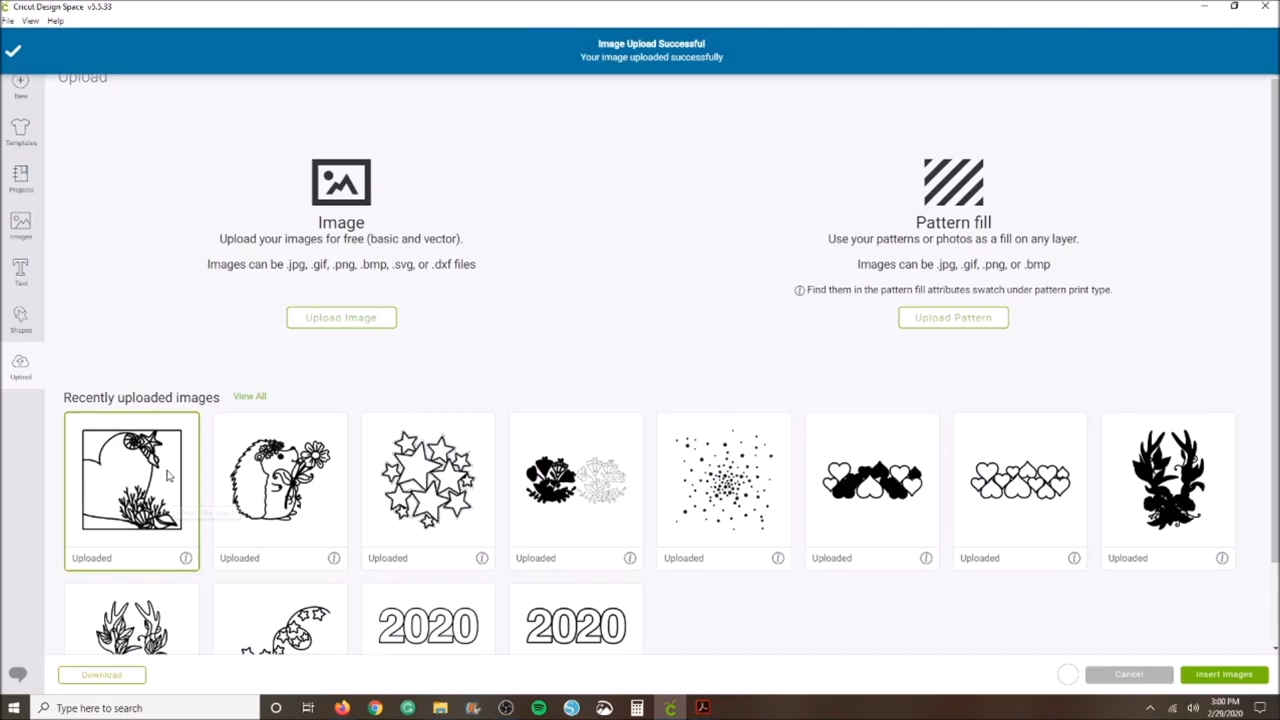 Cricut Design Space v5.5.33
File View Help
Image Upload Successful
Your image uploaded successfully
Upload
New
Templates
Projects
Images
Text
Shapes
Upload
Image
Upload your images for free (basic and vector).
Images can be .jpg, .gif, .png, .bmp, .svg, or .dxf files
Upload Image
Pattern fill
Use your patterns or photos as a fill on any layer.
Images can be .jpg, .gif, .png, or .bmp
Find them in the pattern fill attributes swatch under pattern print type.
Upload Pattern
Recently uploaded images View All
Uploaded Uploaded Uploaded Uploaded Uploaded Uploaded Uploaded Uploaded
2020 2020
Download Cancel Insert Images
Type here to search
3:00 PM
2/29/2020